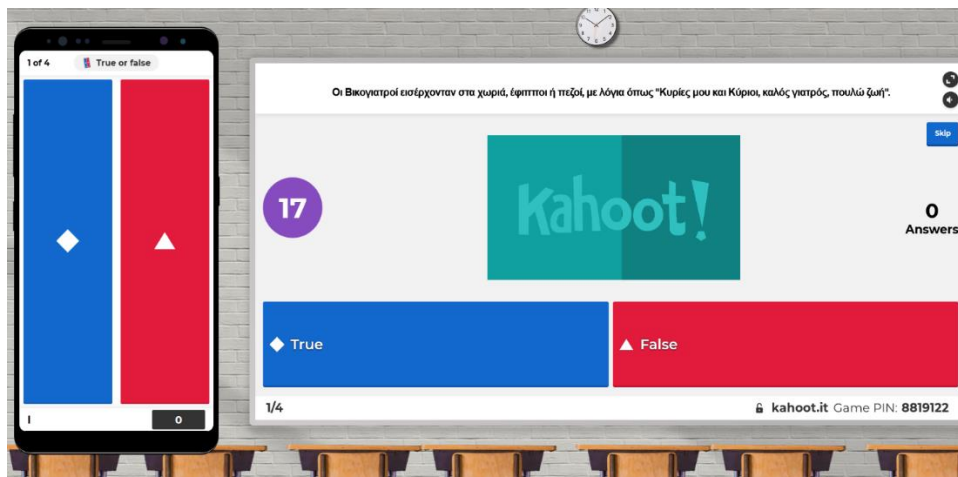 1 of 4
True or false
Οι Βικογιατροί εισέρχονταν στα χωριά, έφιπποι ή πεζοί, με λόγια όπως "Κυρίες μου και Κύριοι, καλός γιατρός, πουλώ ζωή".
Skip
17
Kahoot!
0
Answers
True
False
I
0
1/4
kahoot.it Game PIN: 8819122